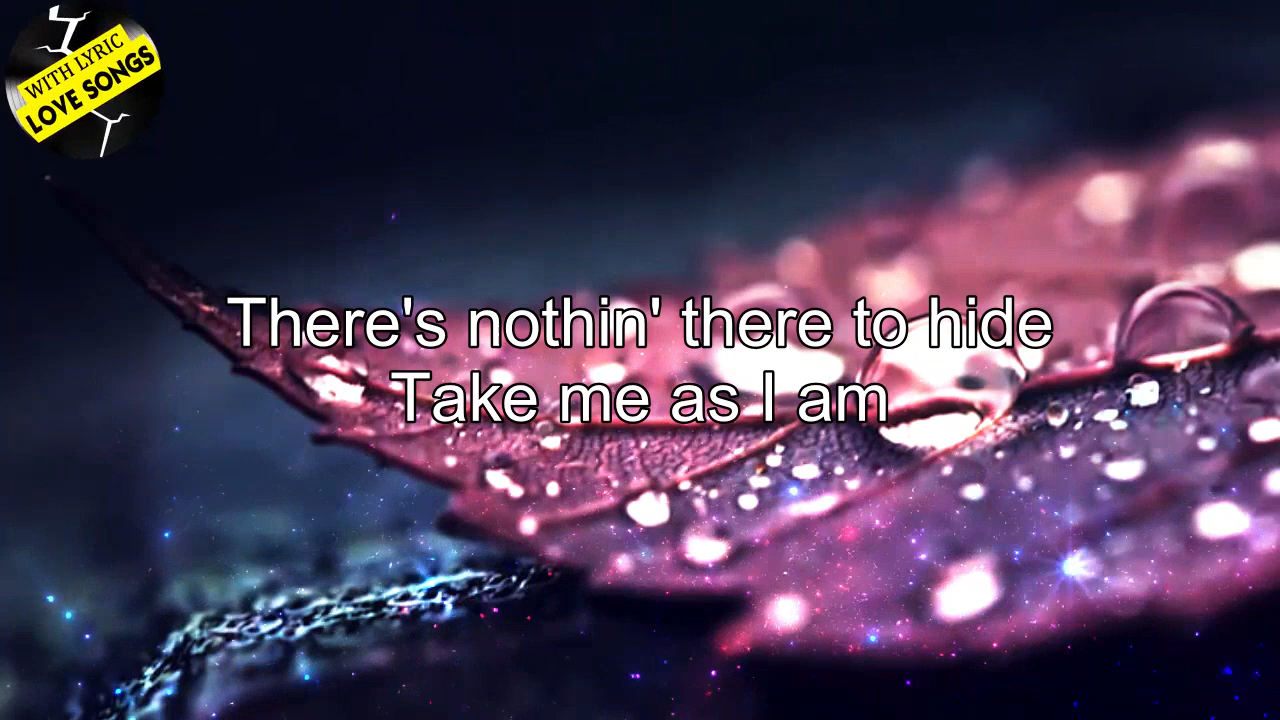 WITH LYRIC
LOVE SONGS
There's nothin' there to hide
Take me as I am